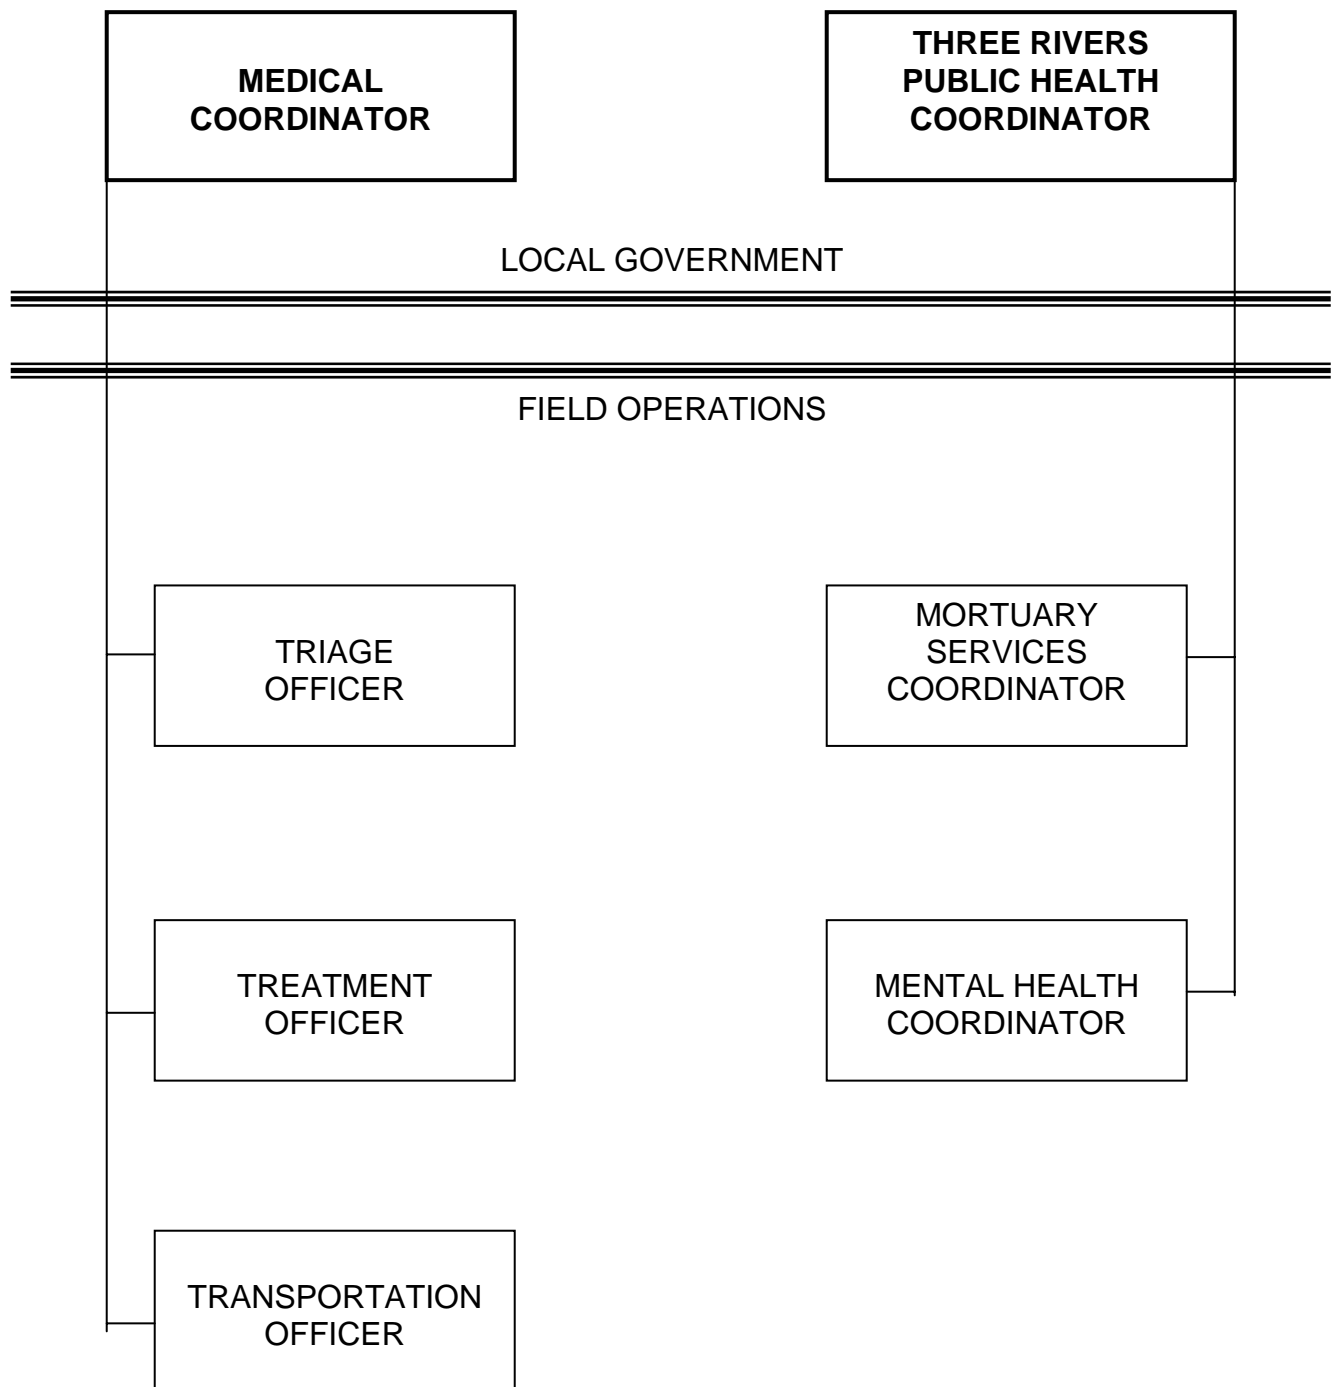 MEDICAL
COORDINATOR
THREE RIVERS
PUBLIC HEALTH
COORDINATOR
LOCAL GOVERNMENT
FIELD OPERATIONS
TRIAGE
OFFICER
MORTUARY
SERVICES
COORDINATOR
TREATMENT
OFFICER
MENTAL HEALTH
COORDINATOR
TRANSPORTATION
OFFICER